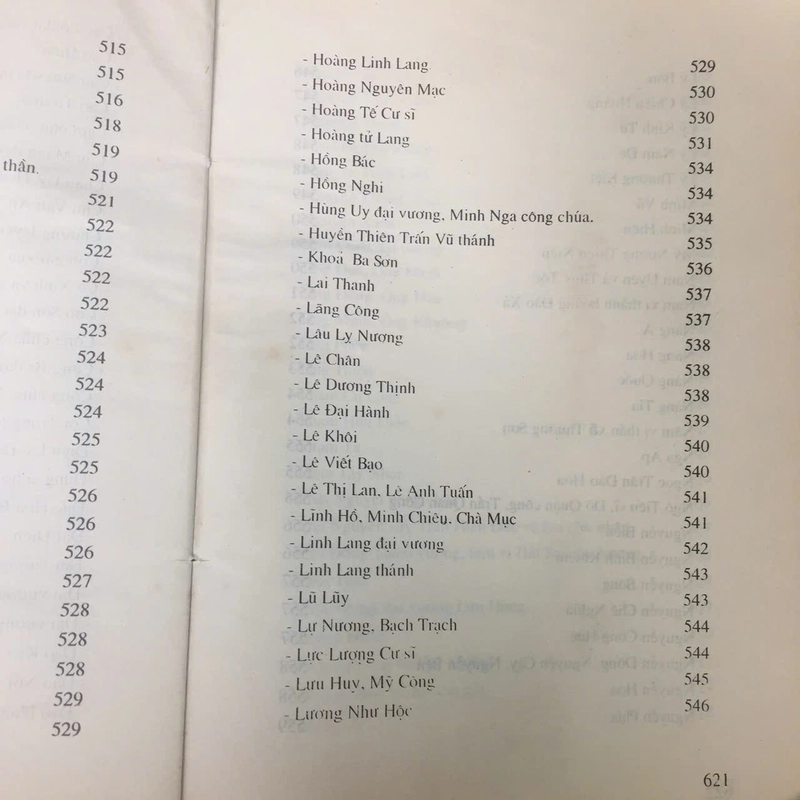 515
515
516
518
519
thần. 519
521
522
522
522
522
523
524
524
524
525
525
526
526
526
527
528
528
528
529
529
- Hoàng Linh Lang 529
- Hoàng Nguyên Mạc 530
- Hoàng Tế Cư sĩ 530
- Hoàng tử Lang 531
- Hồng Bác 534
- Hồng Nghi 534
- Hùng Uy đại vương, Minh Nga công chúa. 534
- Huyền Thiên Trấn Vũ thánh 535
- Khoả Ba Sơn 536
- Lai Thanh 537
- Lãng Công 537
- Lâu Lỵ Nương 538
- Lê Chân 538
- Lê Dương Thịnh 538
- Lê Đại Hành 539
- Lê Khôi 540
- Lê Viết Bạo 540
- Lê Thị Lan, Lê Anh Tuấn 541
- Lĩnh Hồ, Minh Chiêu, Chà Mục 541
- Linh Lang đại vương 542
- Linh Lang thánh 543
- Lũ Lũy 543
- Lự Nương, Bạch Trạch 544
- Lực Lượng Cư sĩ 544
- Lưu Huy, Mỹ Công 545
- Lương Như Hộc 546
621